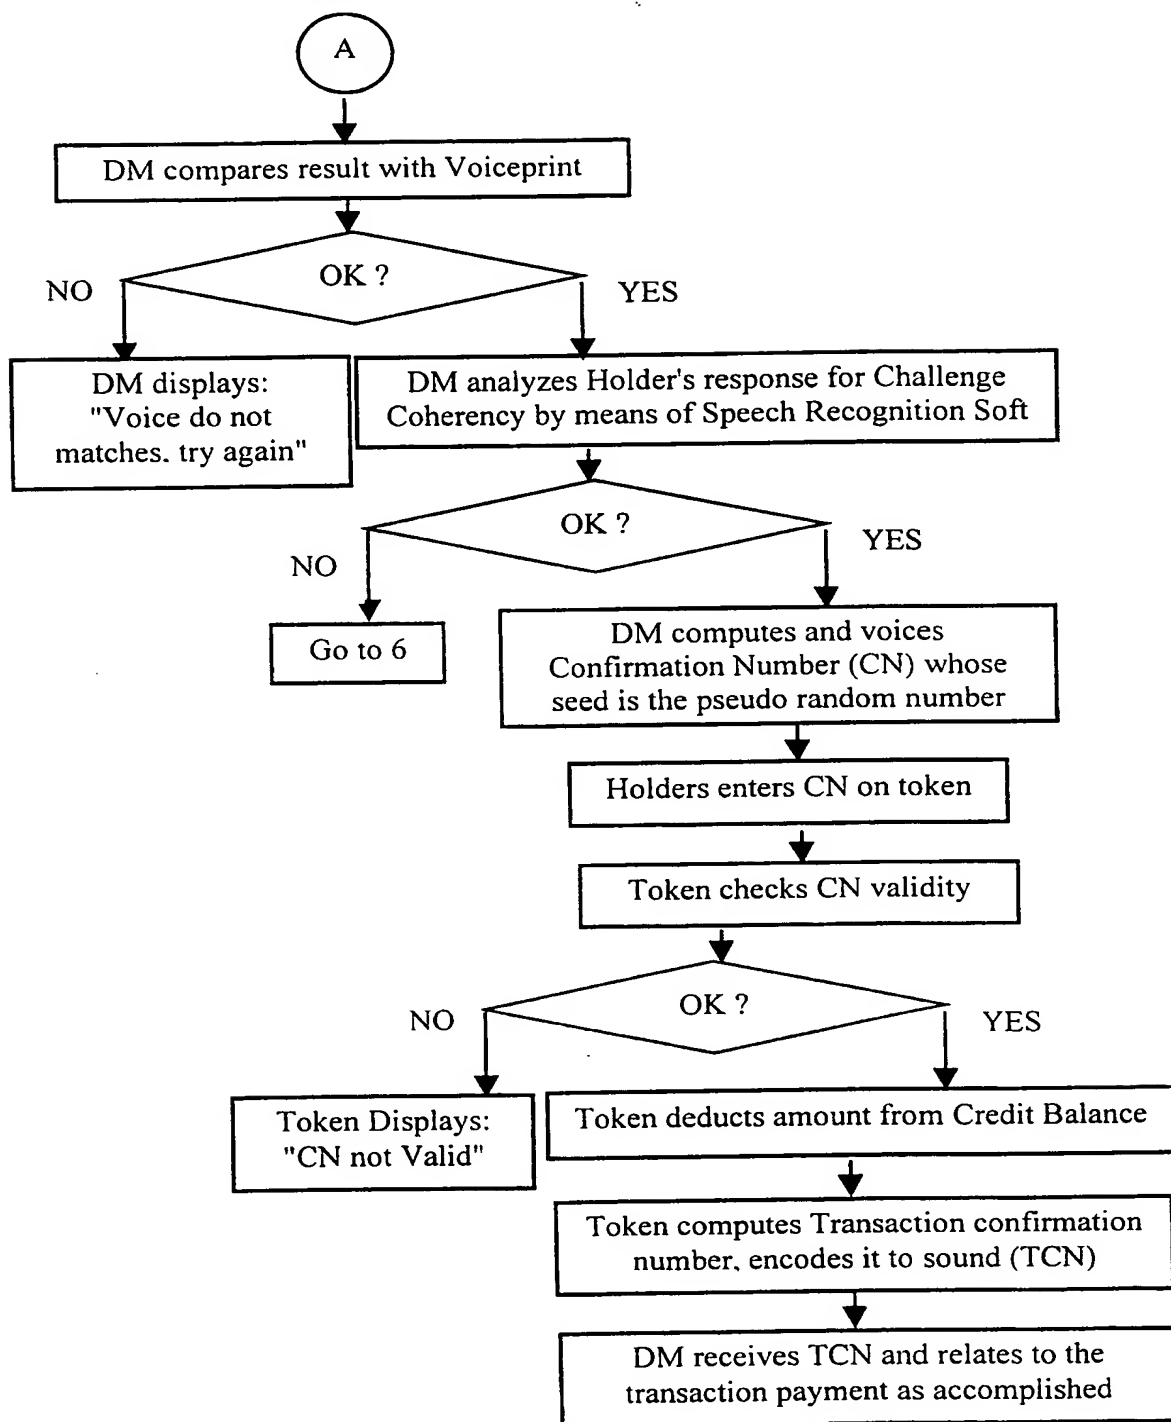 A
DM compares result with Voiceprint
OK ?
NO
YES
DM displays:
"Voice do not
matches. try again"
DM analyzes Holder's response for Challenge
Coherency by means of Speech Recognition Soft
OK ?
NO
YES
Go to 6
DM computes and voices
Confirmation Number (CN) whose
seed is the pseudo random number
Holders enters CN on token
Token checks CN validity
OK ?
NO
YES
Token Displays:
"CN not Valid"
Token deducts amount from Credit Balance
Token computes Transaction confirmation
number. encodes it to sound (TCN)
DM receives TCN and relates to the
transaction payment as accomplished